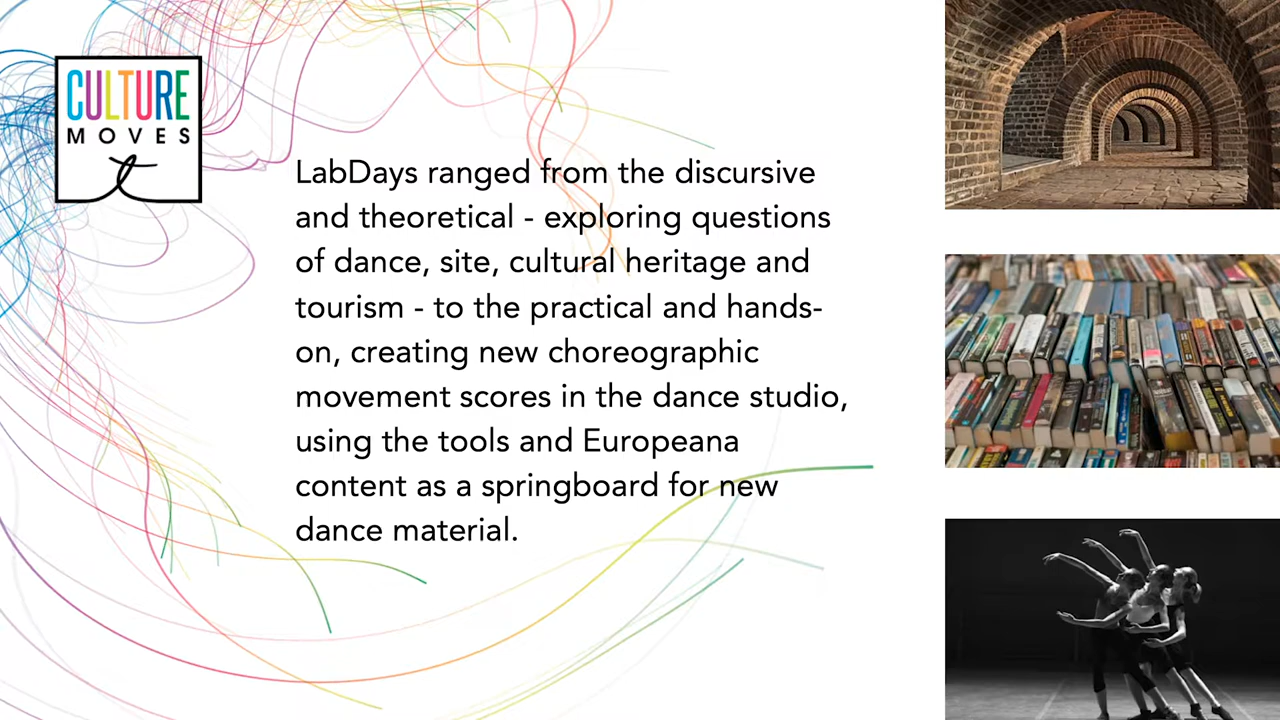 CULTURE
MOVES
LabDays ranged from the discursive
and theoretical - exploring questions
of dance, site, cultural heritage and
tourism - to the practical and hands-
on, creating new choreographic
movement scores in the dance studio,
using the tools and Europeana
content as a springboard for new
dance material.